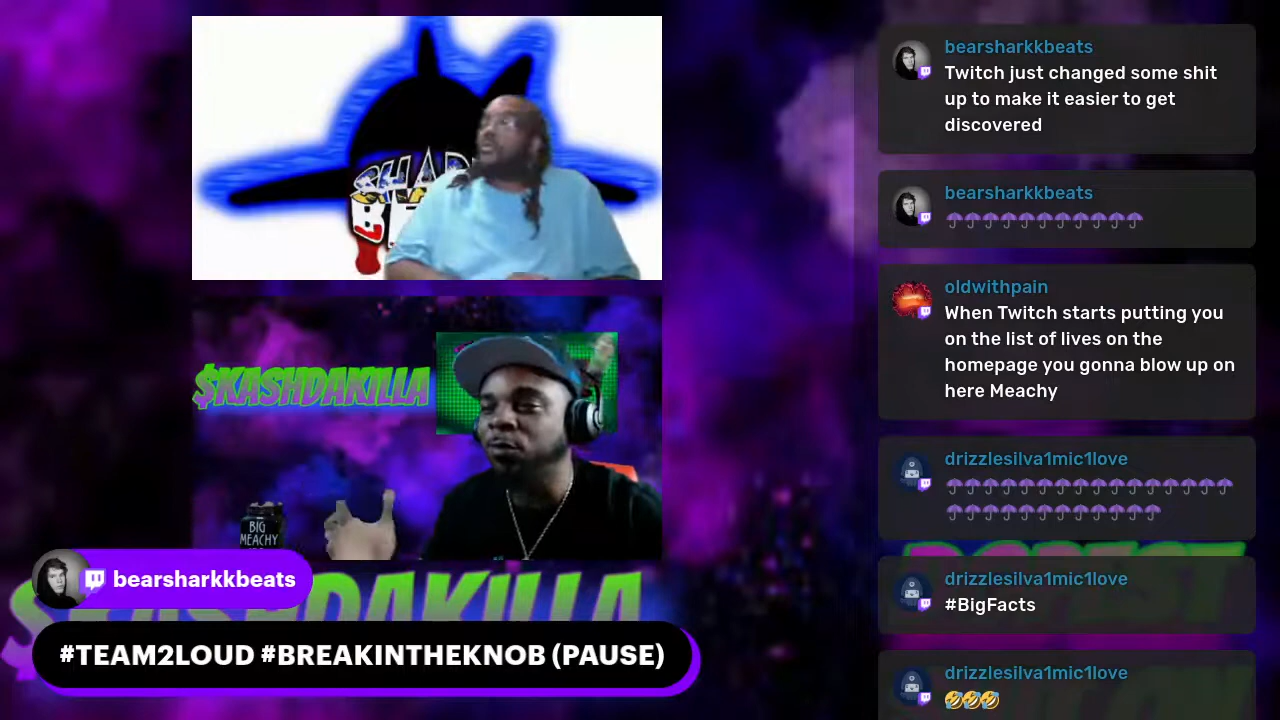 SHAR
BE
$KASHDAKILLA
BIG
MEACHY
bearsharkkbeats
#TEAM2LOUD #BREAKINTHEKNOB (PAUSE)
bearsharkkbeats
Twitch just changed some shit
up to make it easier to get
discovered
bearsharkkbeats
☂☂☂☂☂☂☂☂☂☂☂
oldwithpain
When Twitch starts putting you
on the list of lives on the
homepage you gonna blow up on
here Meachy
drizzlesilva1mic1love
☂☂☂☂☂☂☂☂☂☂☂☂☂☂☂☂
☂☂☂☂☂☂☂☂☂☂☂☂
drizzlesilva1mic1love
#BigFacts
drizzlesilva1mic1love
🤣🤣🤣